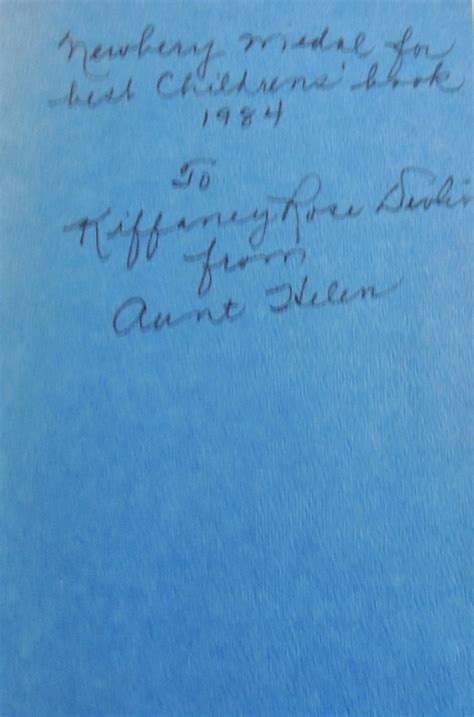 Newbery Medal for
best Childrens' book
1984
To
Kiffaney Rose
from
Aunt Helen